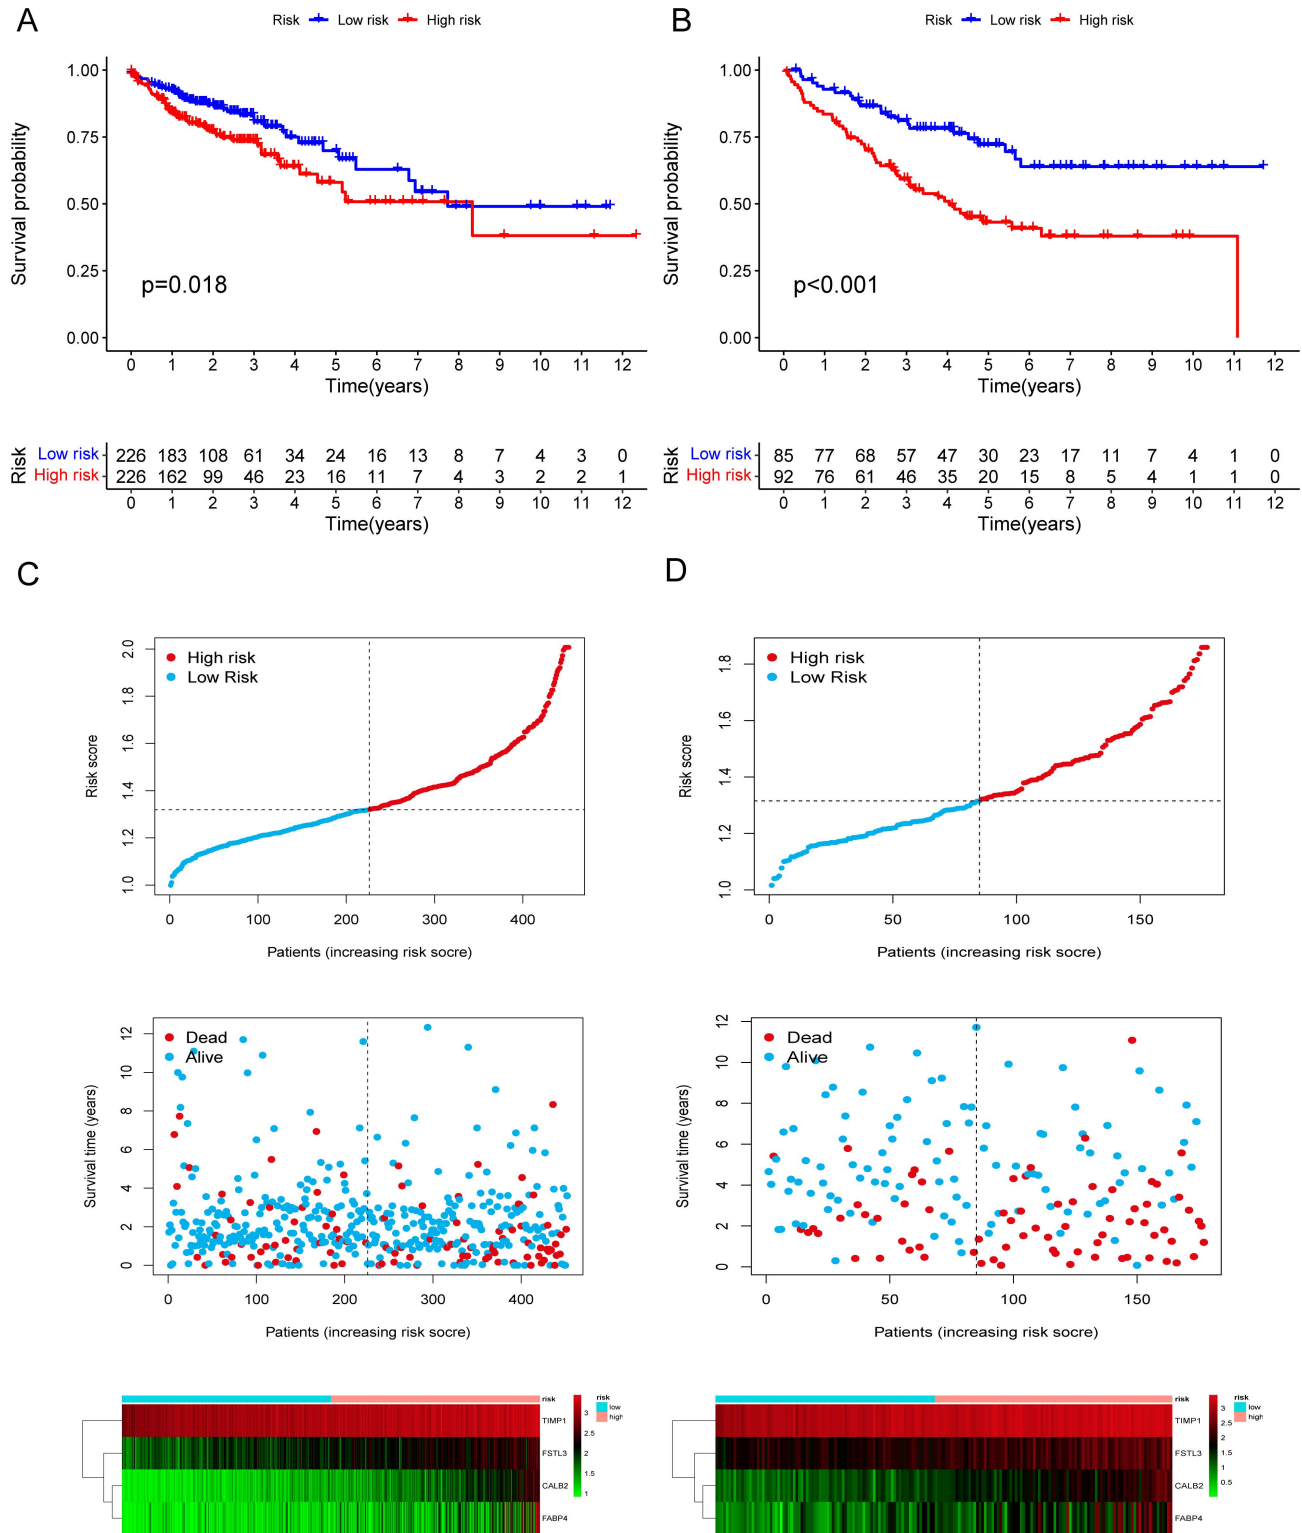 A
Risk Low risk High risk
1.00
0.75
0.50
0.25
0.00
Survival probability
p=0.018
0 1 2 3 4 5 6 7 8 9 10 11 12
Time(years)
Risk
Low risk 226 183 108 61 34 24 16 13 8 7 4 3 0
High risk 226 162 99 46 23 16 11 7 4 3 2 2 1
0 1 2 3 4 5 6 7 8 9 10 11 12
Time(years)
B
Risk Low risk High risk
1.00
0.75
0.50
0.25
0.00
Survival probability
p<0.001
0 1 2 3 4 5 6 7 8 9 10 11 12
Time(years)
Risk
Low risk 85 77 68 57 47 30 23 17 11 7 4 1 0
High risk 92 76 61 46 35 20 15 8 5 4 1 1 0
0 1 2 3 4 5 6 7 8 9 10 11 12
Time(years)
C
High risk
Low Risk
2.0
1.8
1.6
1.4
1.2
1.0
Risk score
0 100 200 300 400
Patients (increasing risk socre)
Dead
Alive
12
10
8
6
4
2
0
Survival time (years)
0 100 200 300 400
Patients (increasing risk socre)
risk
TIMP1
FSTL3
CALB2
FABP4
3
2.5
2
1.5
1
risk
low
high
D
High risk
Low Risk
1.8
1.6
1.4
1.2
1.0
Risk score
0 50 100 150
Patients (increasing risk socre)
Dead
Alive
12
10
8
6
4
2
0
Survival time (years)
0 50 100 150
Patients (increasing risk socre)
risk
TIMP1
FSTL3
CALB2
FABP4
3
2.5
2
1.5
1
0.5
risk
low
high